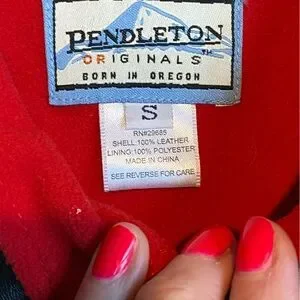 PENDLETON
ORIGINALS
BORN IN OREGON
S
RN#29685
SHELL:100% LEATHER
LINING:100% POLYESTER
MADE IN CHINA
SEE REVERSE FOR CARE